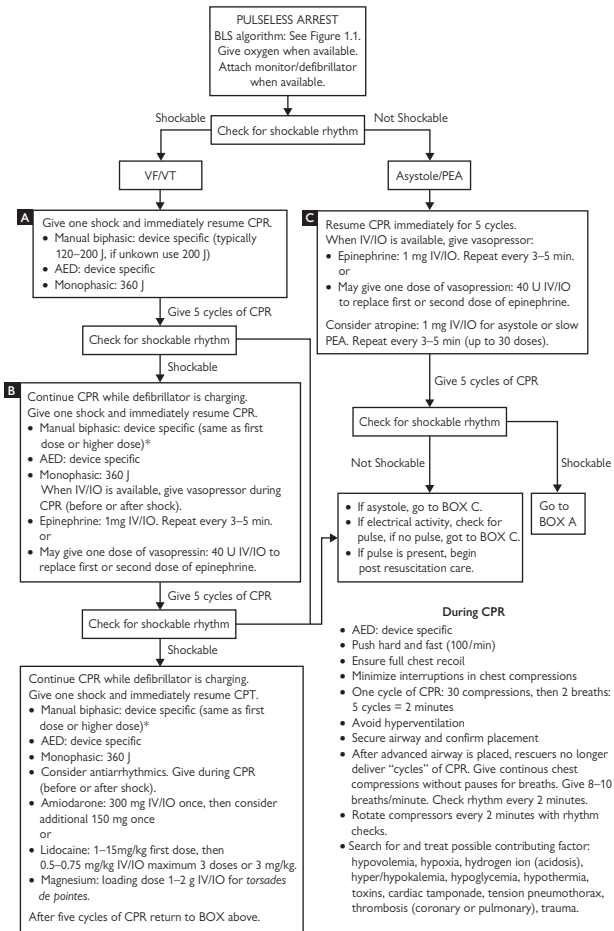 PULSELESS ARREST
BLS algorithm: See Figure 1.1.
Give oxygen when available.
Attach monitor/defibrillator
when available.
Shockable
Not Shockable
Check for shockable rhythm
VF/VT
Asystole/PEA
A
Give one shock and immediately resume CPR.
• Manual biphasic: device specific (typically
120–200 J, if unkown use 200 J)
• AED: device specific
• Monophasic: 360 J
Give 5 cycles of CPR
Check for shockable rhythm
Shockable
B
Continue CPR while defibrillator is charging.
Give one shock and immediately resume CPR.
• Manual biphasic: device specific (same as first
dose or higher dose)*
• AED: device specific
• Monophasic: 360 J
When IV/IO is available, give vasopressor during
CPR (before or after shock).
• Epinephrine: 1mg IV/IO. Repeat every 3–5 min.
or
• May give one dose of vasopressin: 40 U IV/IO to
replace first or second dose of epinephrine.
Give 5 cycles of CPR
Check for shockable rhythm
Shockable
Continue CPR while defibrillator is charging.
Give one shock and immediately resume CPT.
• Manual biphasic: device specific (same as first
dose or higher dose)*
• AED: device specific
• Monophasic: 360 J
• Consider antiarrhythmics. Give during CPR
(before or after shock).
• Amiodarone: 300 mg IV/IO once, then consider
additional 150 mg once
or
• Lidocaine: 1–15mg/kg first dose, then
0.5–0.75 mg/kg IV/IO maximum 3 doses or 3 mg/kg.
• Magnesium: loading dose 1–2 g IV/IO for torsades
de pointes.
After five cycles of CPR return to BOX above.
C
Resume CPR immediately for 5 cycles.
When IV/IO is available, give vasopressor:
• Epinephrine: 1 mg IV/IO. Repeat every 3–5 min.
or
• May give one dose of vasopression: 40 U IV/IO
to replace first or second dose of epinephrine.
Consider atropine: 1 mg IV/IO for asystole or slow
PEA. Repeat every 3–5 min (up to 30 doses).
Give 5 cycles of CPR
Check for shockable rhythm
Not Shockable
Shockable
• If asystole, go to BOX C.
• If electrical activity, check for
pulse, if no pulse, got to BOX C.
• If pulse is present, begin
post resuscitation care.
Go to
BOX A
During CPR
• AED: device specific
• Push hard and fast (100/min)
• Ensure full chest recoil
• Minimize interruptions in chest compressions
• One cycle of CPR: 30 compressions, then 2 breaths:
5 cycles = 2 minutes
• Avoid hyperventilation
• Secure airway and confirm placement
• After advanced airway is placed, rescuers no longer
deliver “cycles” of CPR. Give continous chest
compressions without pauses for breaths. Give 8–10
breaths/minute. Check rhythm every 2 minutes.
• Rotate compressors every 2 minutes with rhythm
checks.
• Search for and treat possible contributing factor:
hypovolemia, hypoxia, hydrogen ion (acidosis),
hyper/hypokalemia, hypoglycemia, hypothermia,
toxins, cardiac tamponade, tension pneumothorax,
thrombosis (coronary or pulmonary), trauma.